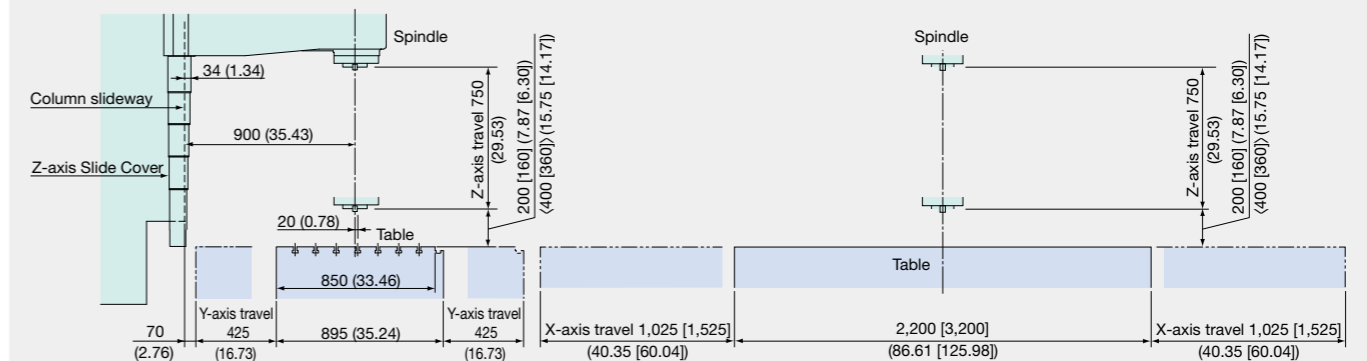 Spindle
34 (1.34)
Column slideway
900 (35.43)
Z-axis Slide Cover
Z-axis travel 750
(29.53)
200 [160] (7.87 [6.30])
〈400 [360]〉 (15.75 [14.17])
20 (0.78)
Table
850 (33.46)
70
(2.76)
Y-axis travel
425
(16.73)
895 (35.24)
Y-axis travel
425
(16.73)
Spindle
Z-axis travel 750
(29.53)
200 [160] (7.87 [6.30])
〈400 [360]〉 (15.75 [14.17])
Table
X-axis travel 1,025 [1,525]
(40.35 [60.04])
2,200 [3,200]
(86.61 [125.98])
X-axis travel 1,025 [1,525]
(40.35 [60.04])